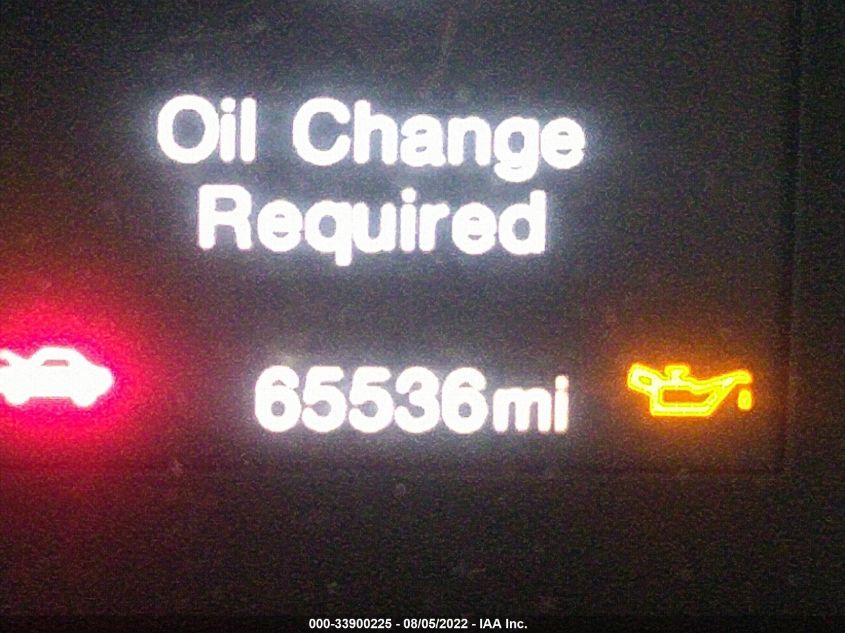 Oil Change
Required
65536mi
000-33900225 - 08/05/2022 - IAA Inc.